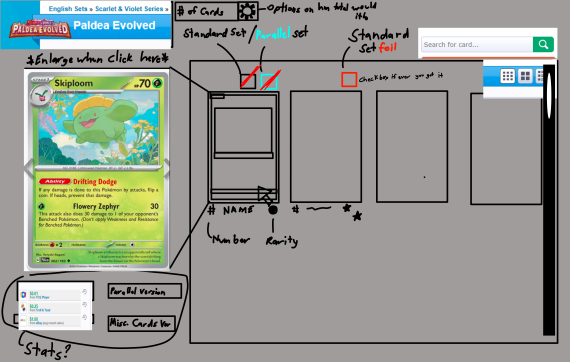 English Sets » Scarlet & Violet Series »
Paldea Evolved
PALDEA EVOLVED
# of Cards
Options on how total would
Standard Set / Parallel set
Standard
Set foil
Search for card...
Enlarge when click here
checkbox if user you got it
Skiploom
HP 70
Ability Drifting Dodge
If any damage is done to this Pokémon by attacks, flip a
coin. If heads, prevent that damage.
Flowery Zephyr 30
This attack also does 30 damage to 1 of your opponent's
Benched Pokémon. (Don't apply Weakness and Resistance
for Benched Pokémon.)
# NAME
#
Number
Rarity
Parallel Version
Misc. Cards Ver
Stats?